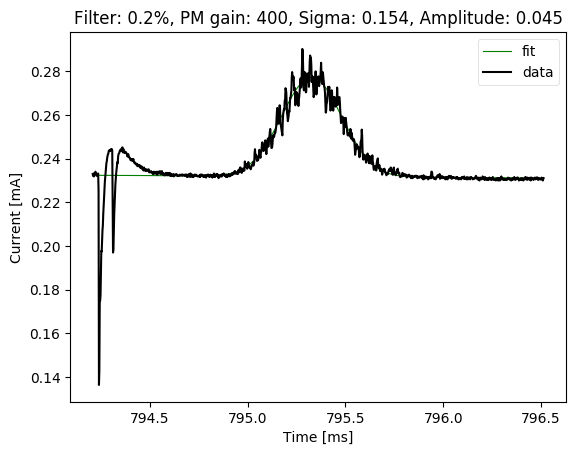 Filter: 0.2%, PM gain: 400, Sigma: 0.154, Amplitude: 0.045
fit
data
0.28
0.26
0.24
0.22
0.20
0.18
0.16
0.14
Current [mA]
794.5 795.0 795.5 796.0 796.5
Time [ms]